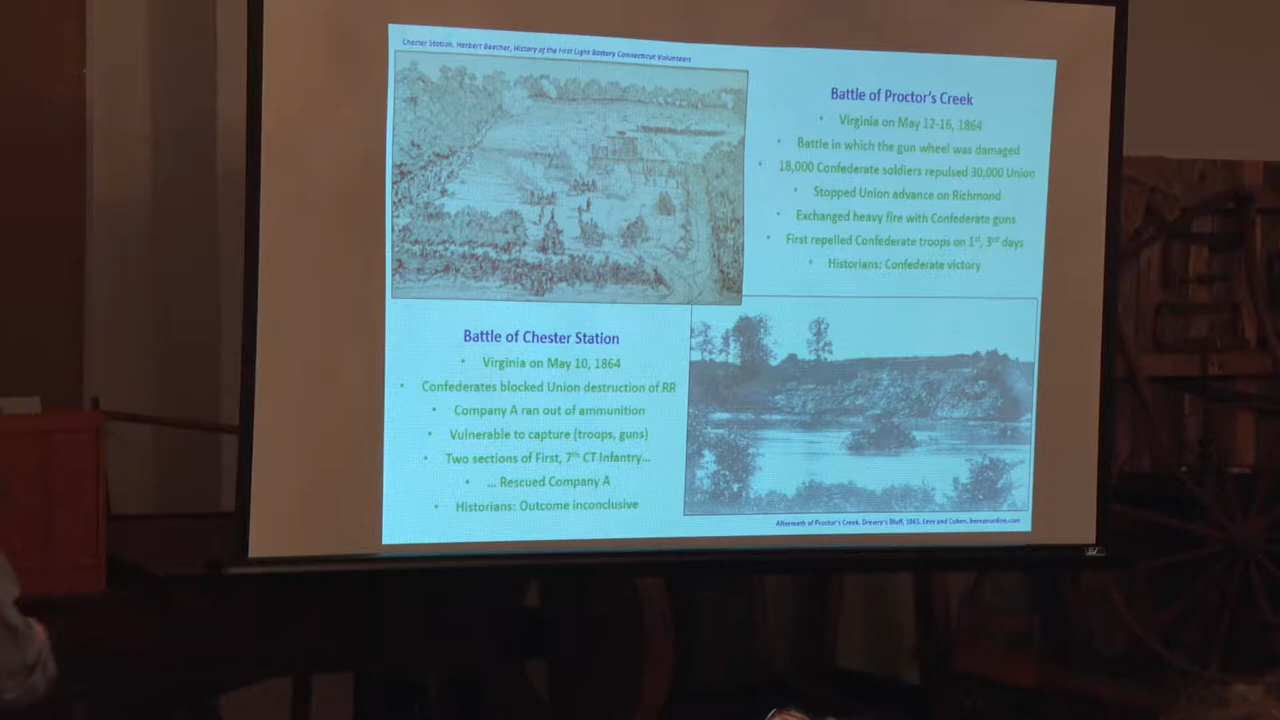 Chester Station, Herbert Beecher, History of the First Light Battery Connecticut Volunteers
Battle of Proctor's Creek
• Virginia on May 12-16, 1864
• Battle in which the gun wheel was damaged
• 18,000 Confederate soldiers repulsed 30,000 Union
• Stopped Union advance on Richmond
• Exchanged heavy fire with Confederate guns
• First repelled Confederate troops on 1st, 3rd days
• Historians: Confederate victory
Battle of Chester Station
• Virginia on May 10, 1864
• Confederates blocked Union destruction of RR
• Company A ran out of ammunition
• Vulnerable to capture (troops, guns)
• Two sections of First, 7th CT Infantry...
• ... Rescued Company A
• Historians: Outcome inconclusive
Aftermath of Proctor's Creek, Drewry's Bluff, 1865, Levy and Cohen, bereanonline.com